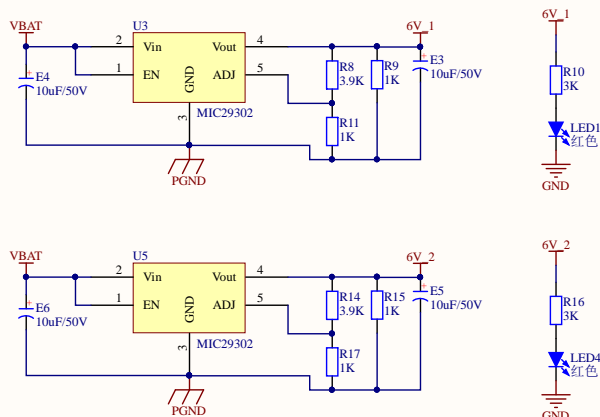 VBAT
U3
2
Vin
Vout
4
1
EN
ADJ
5
GND
3
MIC29302
E4
10uF/50V
PGND
R8
3.9K
R9
1K
R11
1K
6V_1
E3
10uF/50V
6V_1
R10
3K
LED1
红色
GND
VBAT
U5
2
Vin
Vout
4
1
EN
ADJ
5
GND
3
MIC29302
E6
10uF/50V
PGND
R14
3.9K
R15
1K
R17
1K
6V_2
E5
10uF/50V
6V_2
R16
3K
LED4
红色
GND